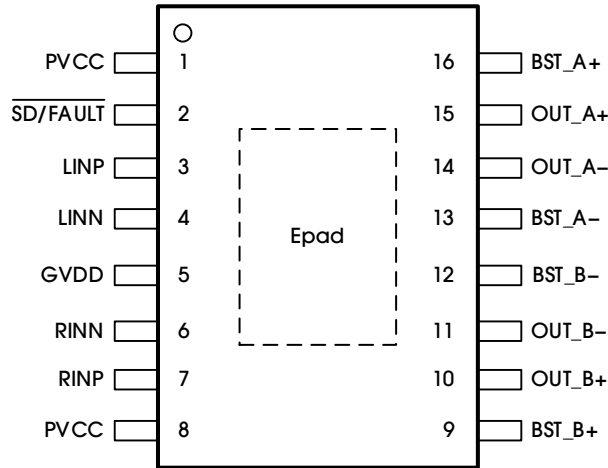 PVCC 1 16 BST_A+
SD/FAULT 2 15 OUT_A+
LINP 3 14 OUT_A−
LINN 4 13 BST_A−
Epad
GVDD 5 12 BST_B−
RINN 6 11 OUT_B−
RINP 7 10 OUT_B+
PVCC 8 9 BST_B+